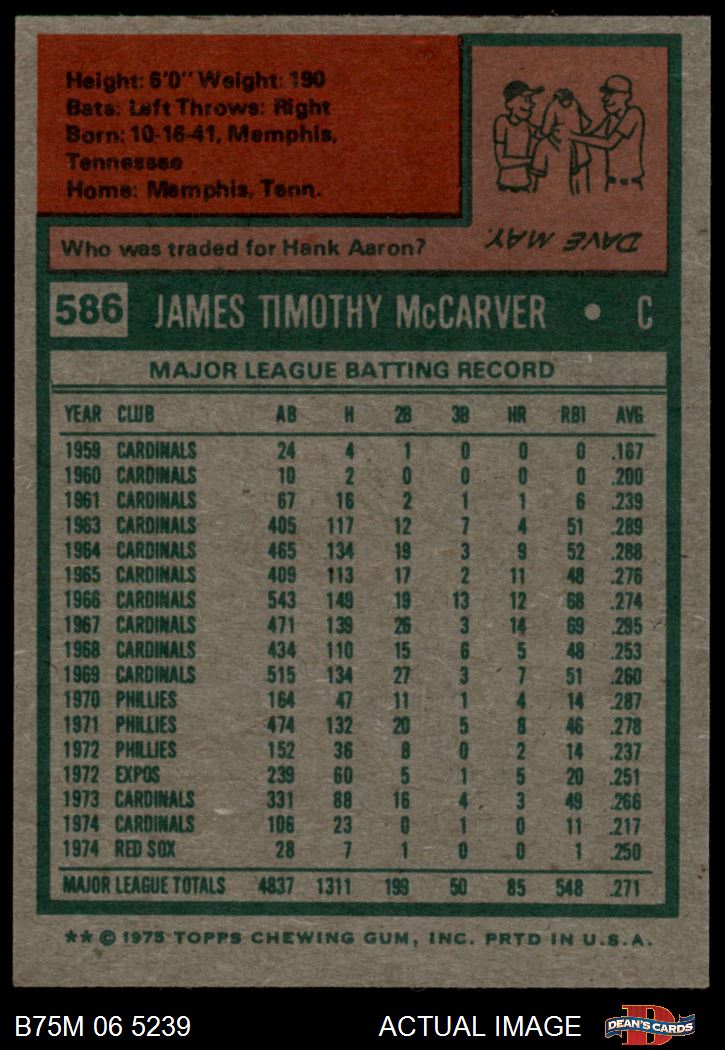 Height: 6'0" Weight: 190
Bats: Left Throws: Right
Born: 10-16-41, Memphis,
Tennessee
Home: Memphis, Tenn.
Who was traded for Hank Aaron?
DAVE MAY.
586 JAMES TIMOTHY McCARVER • C
MAJOR LEAGUE BATTING RECORD
YEAR CLUB AB H 2B 3B HR RBI AVG
1959 CARDINALS 24 4 1 0 0 0 .167
1960 CARDINALS 10 2 0 0 0 0 .200
1961 CARDINALS 67 16 2 1 1 6 .239
1963 CARDINALS 405 117 12 7 4 51 .289
1964 CARDINALS 465 134 19 3 9 52 .288
1965 CARDINALS 409 113 17 2 11 48 .276
1966 CARDINALS 543 149 19 13 12 68 .274
1967 CARDINALS 471 139 26 3 14 69 .295
1968 CARDINALS 434 110 15 6 5 48 .253
1969 CARDINALS 515 134 27 3 7 51 .260
1970 PHILLIES 164 47 11 1 4 14 .287
1971 PHILLIES 474 132 20 5 8 46 .278
1972 PHILLIES 152 36 8 0 2 14 .237
1972 EXPOS 239 60 5 1 5 20 .251
1973 CARDINALS 331 88 16 4 3 49 .266
1974 CARDINALS 106 23 0 1 0 11 .217
1974 RED SOX 28 7 1 0 0 1 .250
MAJOR LEAGUE TOTALS 4837 1311 199 50 85 548 .271
** © 1975 TOPPS CHEWING GUM, INC. PRTD IN U.S.A.
B75M 06 5239 ACTUAL IMAGE
DEAN'S CARDS